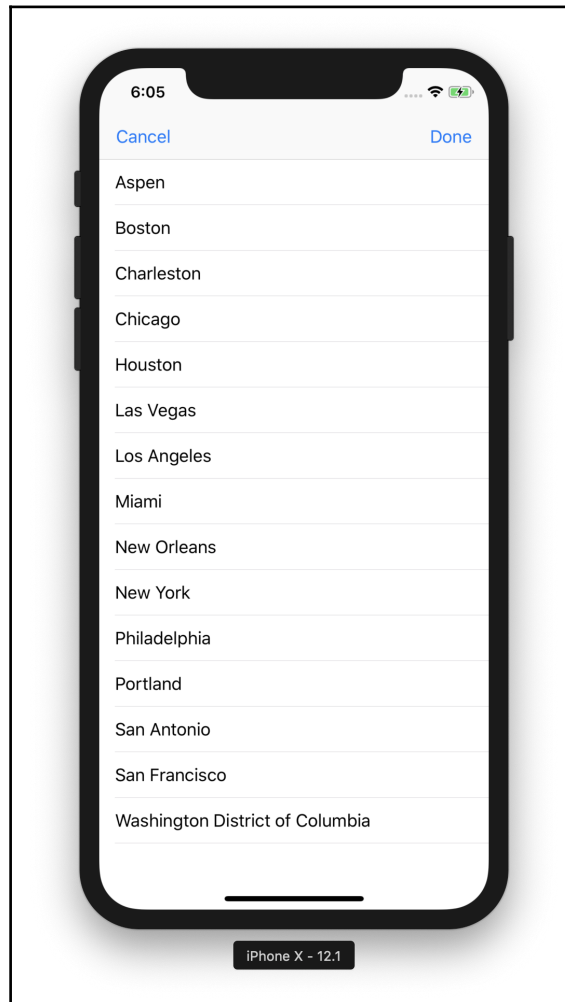 6:05
Cancel Done
Aspen
Boston
Charleston
Chicago
Houston
Las Vegas
Los Angeles
Miami
New Orleans
New York
Philadelphia
Portland
San Antonio
San Francisco
Washington District of Columbia
iPhone X - 12.1